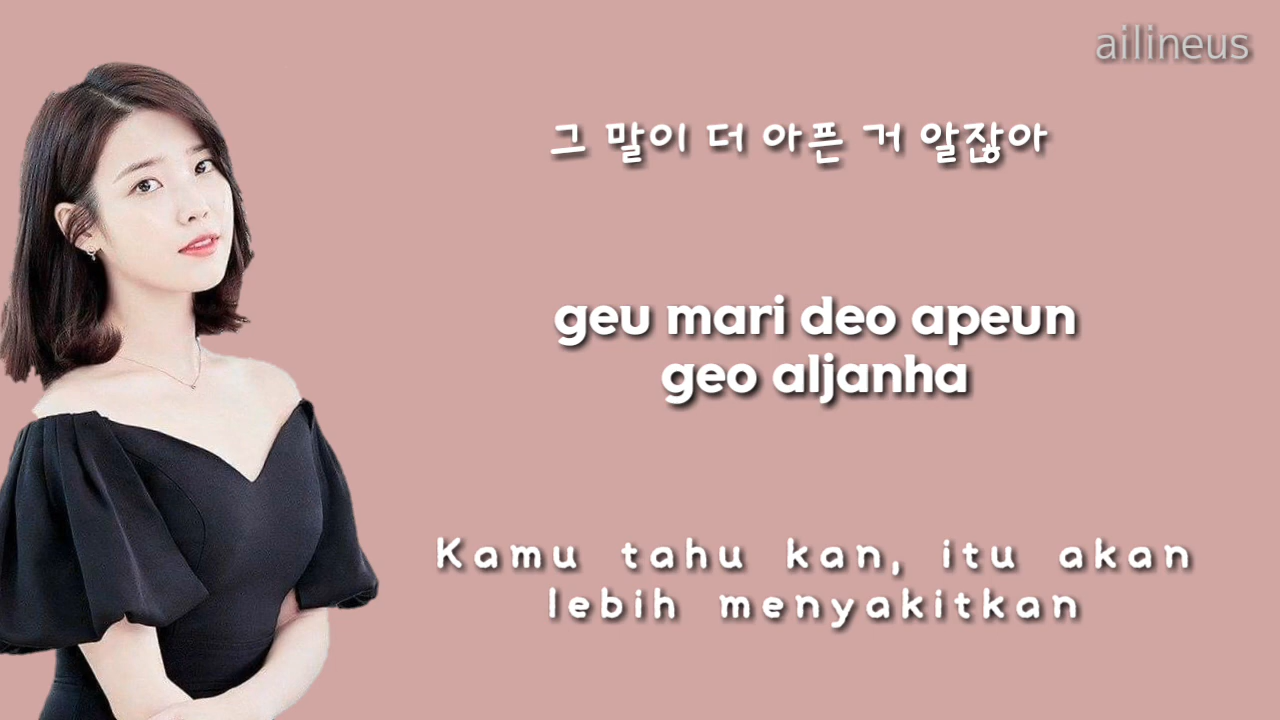 ailineus
그 말이 더 아픈 거 알잖아
geu mari deo apeun
geo aljanha
Kamu tahu kan, itu akan
lebih menyakitkan